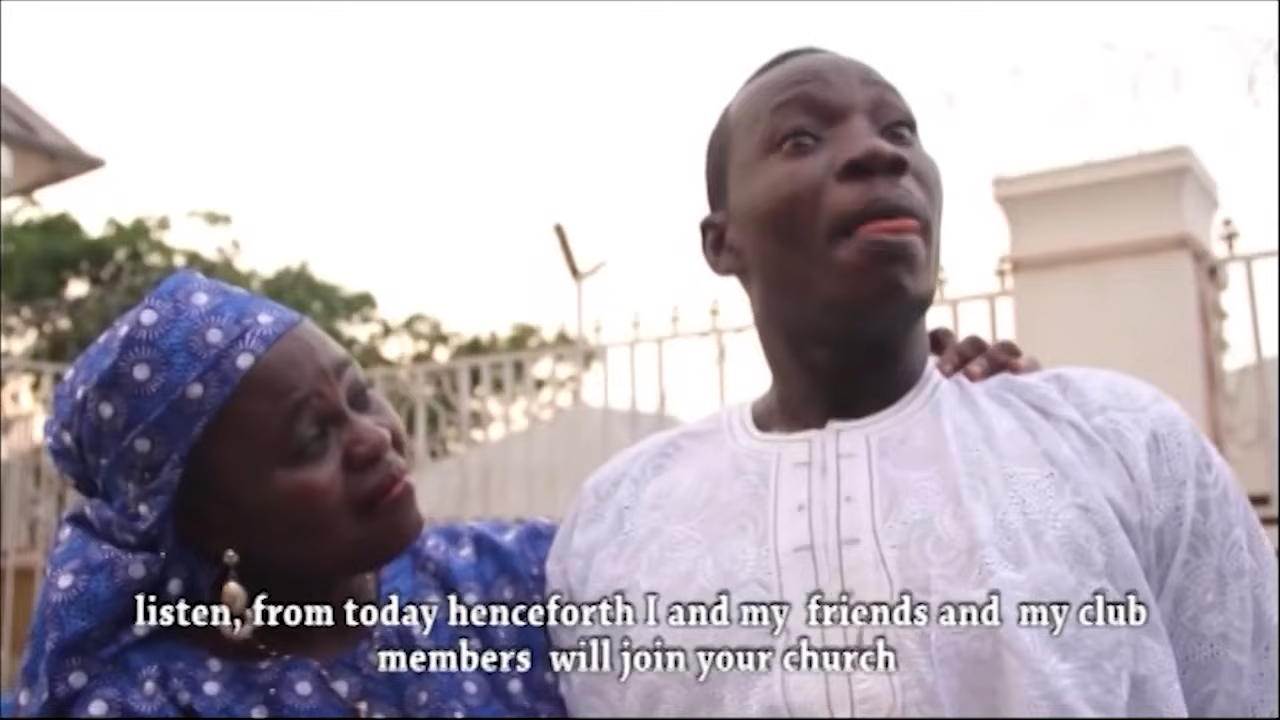 listen, from today henceforth I and my friends and my club
members will join your church